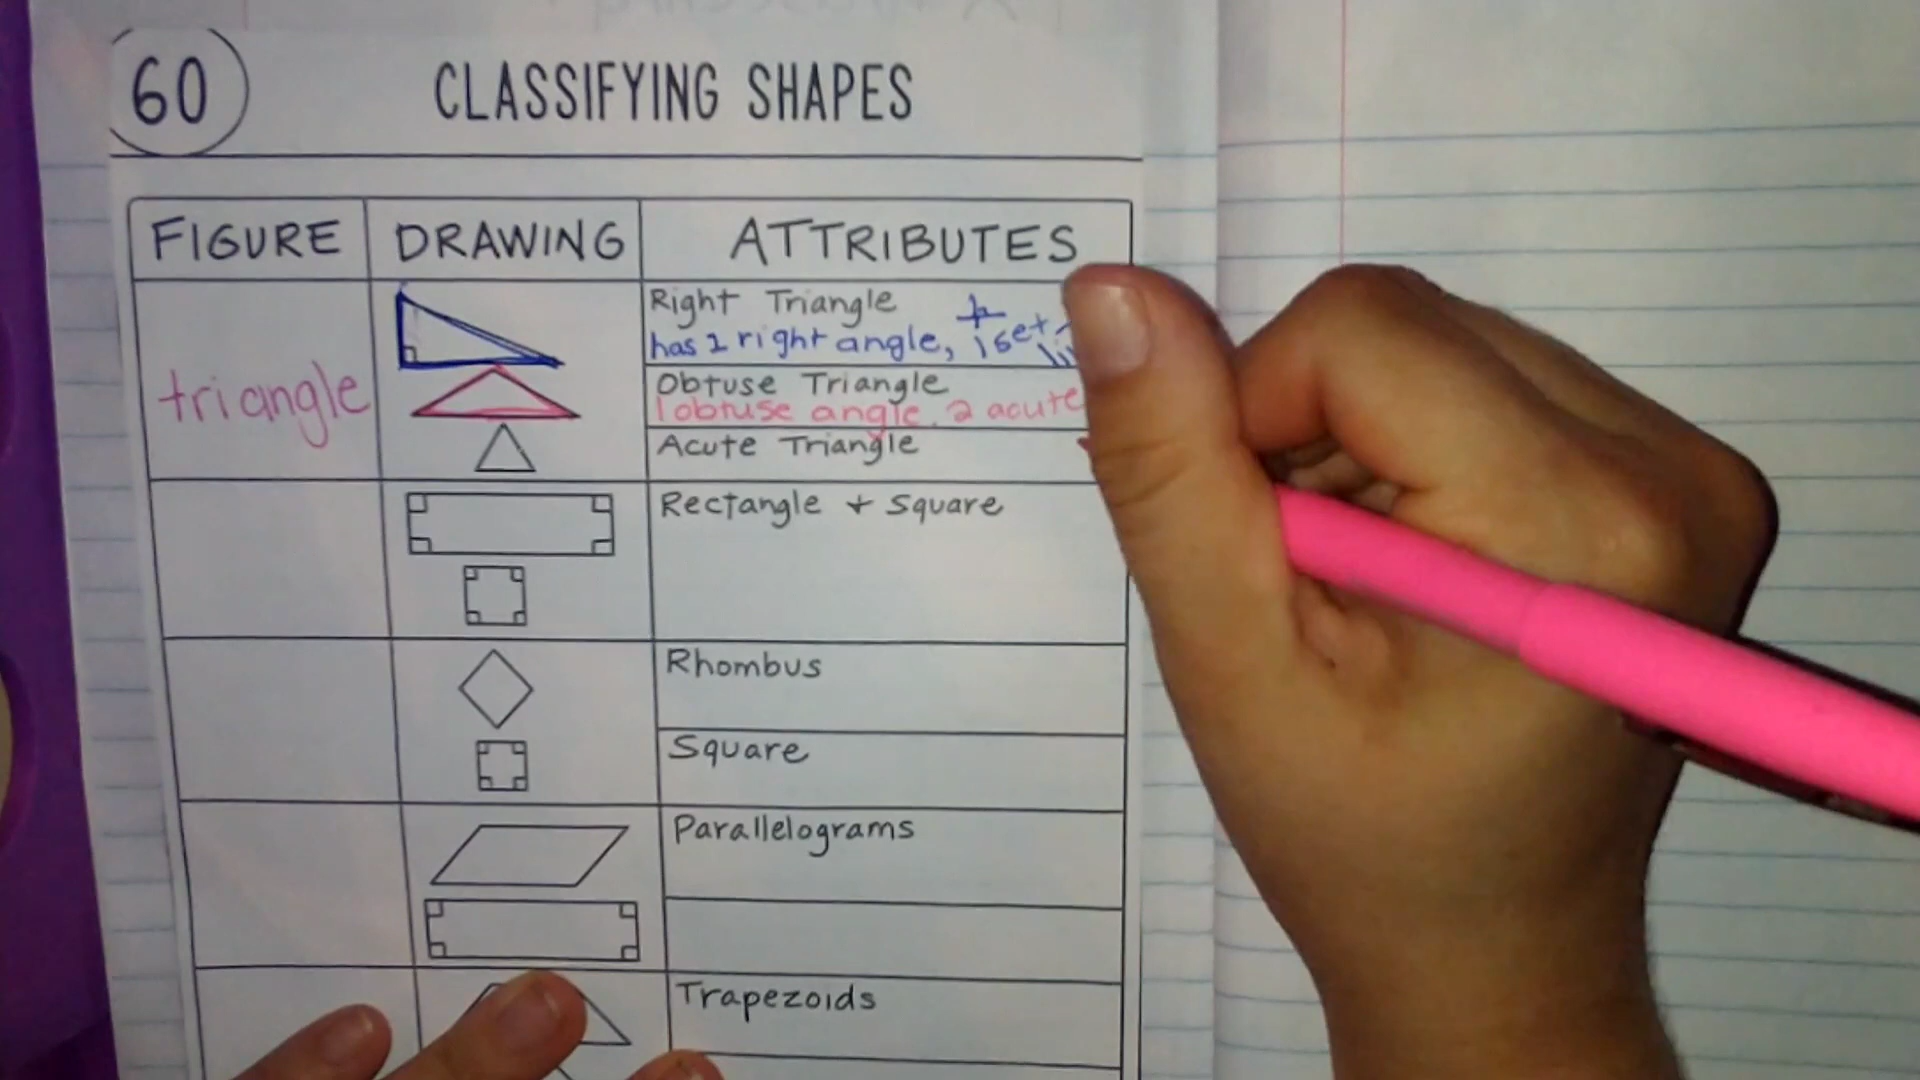 60
CLASSIFYING SHAPES
FIGURE DRAWING ATTRIBUTES
triangle
Right Triangle
has 1 right angle, 1 set
Obtuse Triangle
1 obtuse angle, 2 acute
Acute Triangle
Rectangle + Square
Rhombus
Square
Parallelograms
Trapezoids